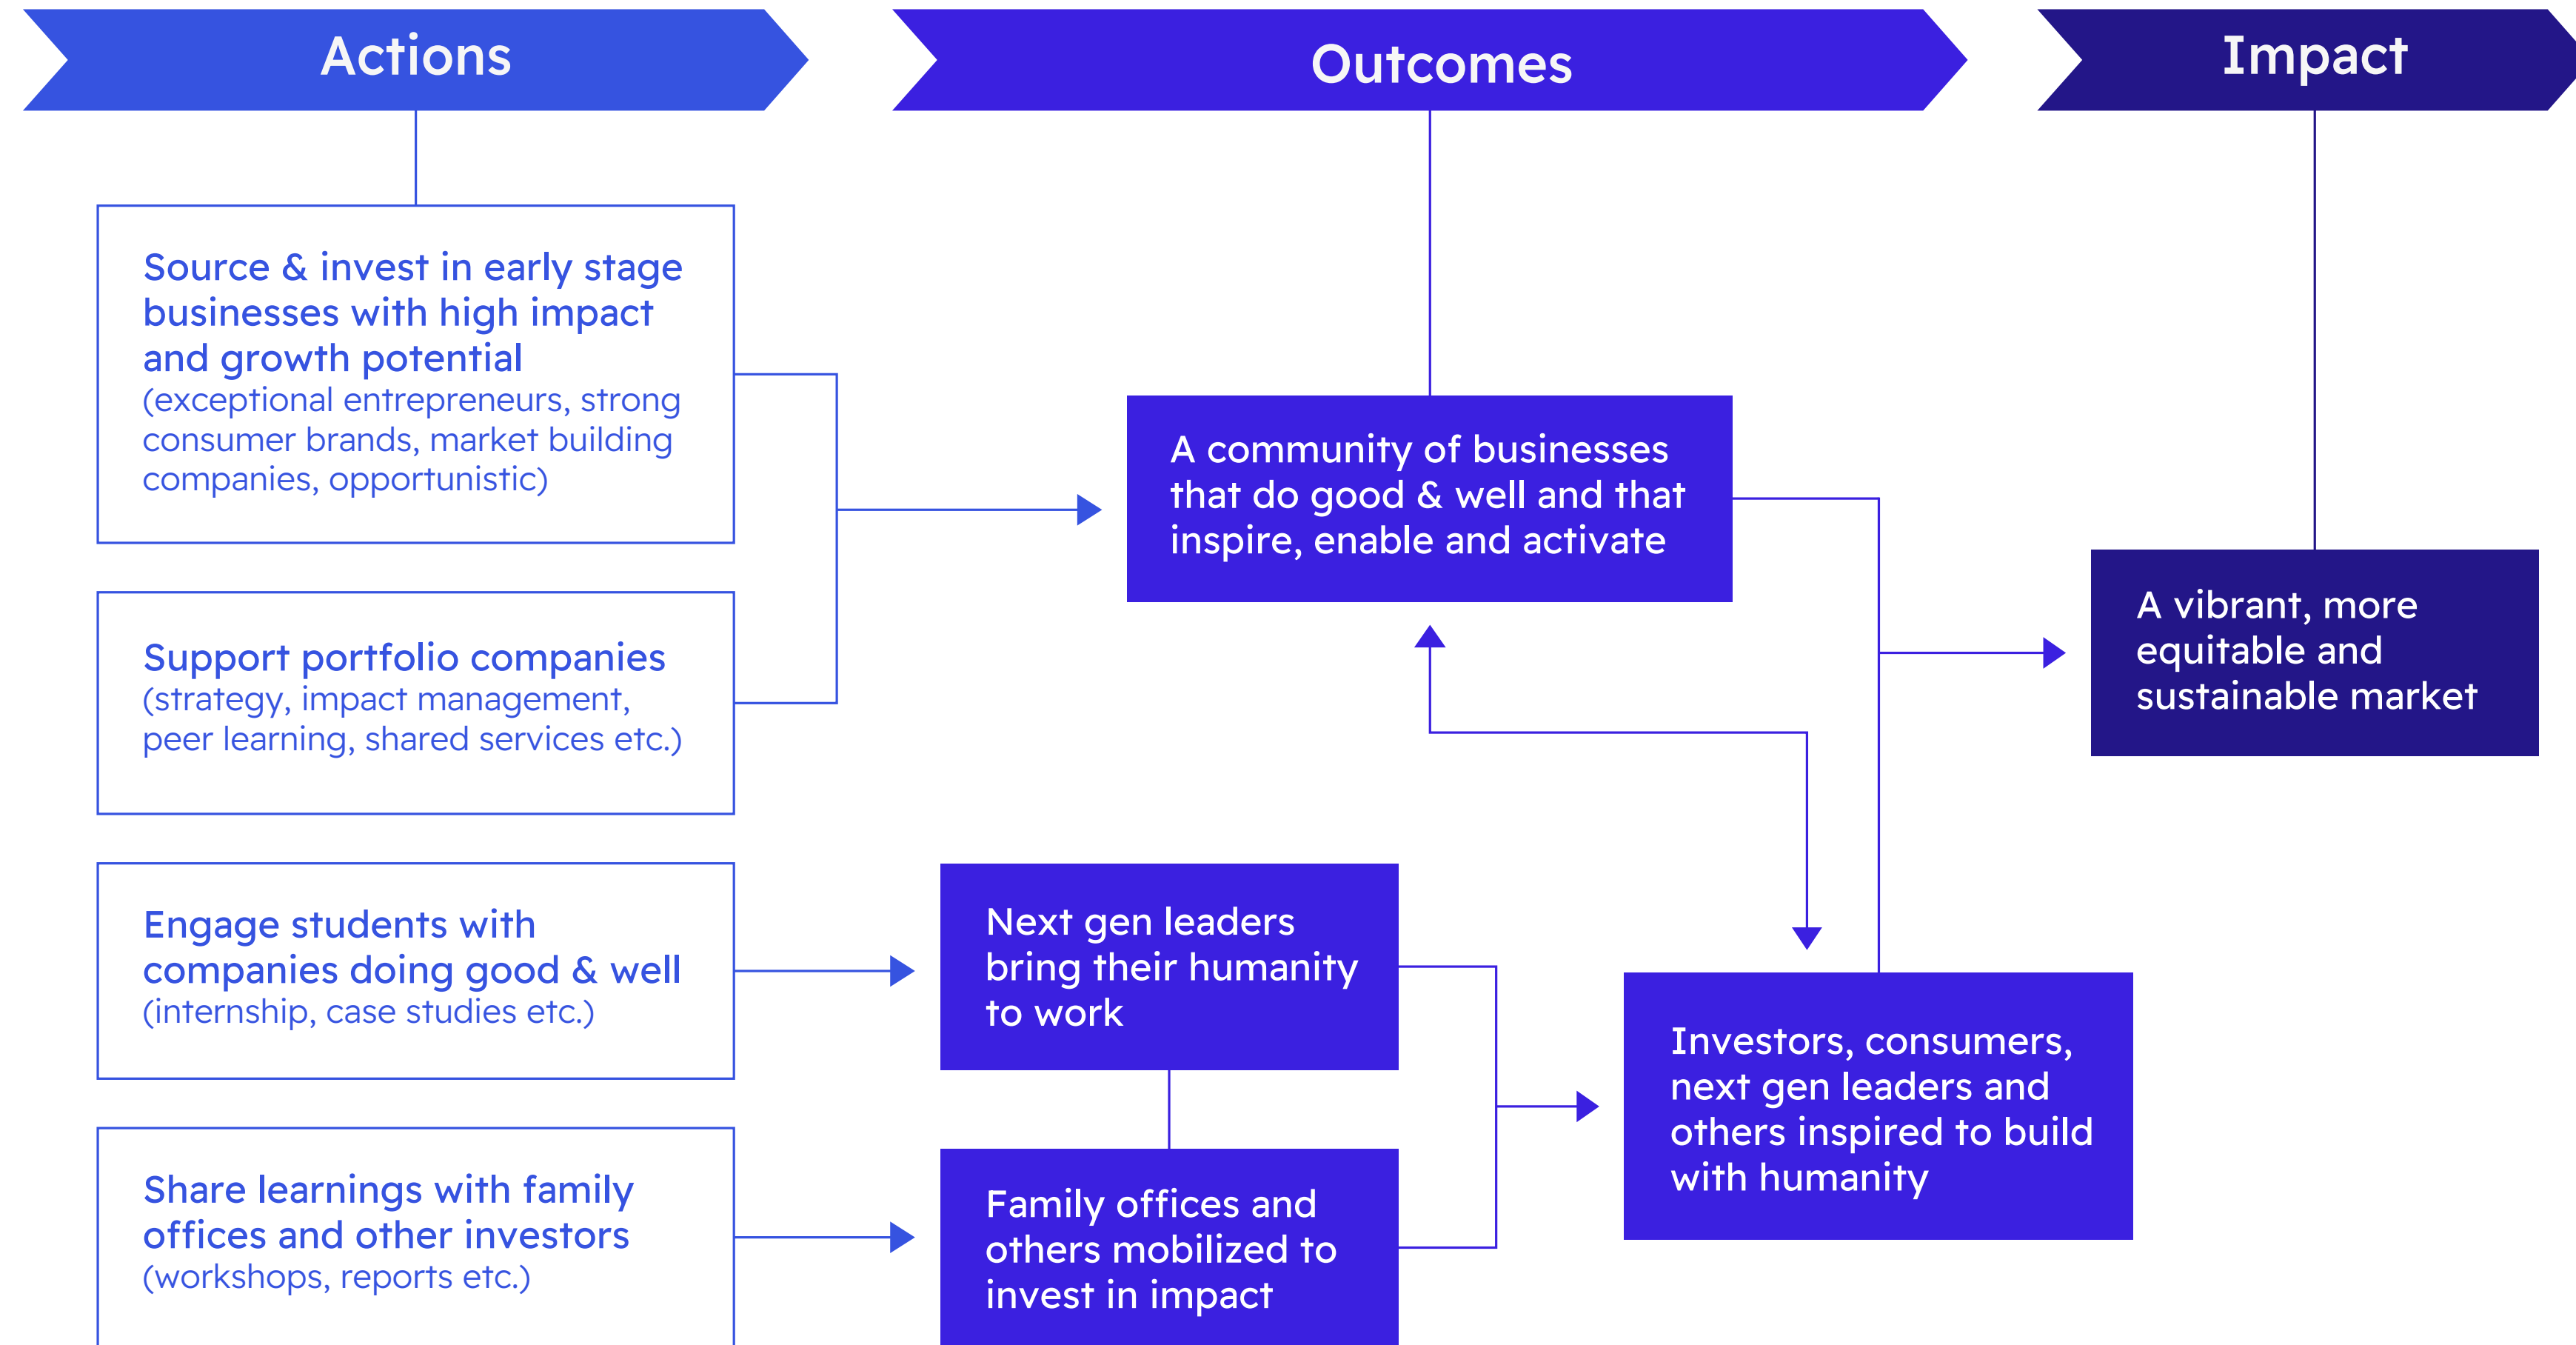 Actions
Outcomes
Impact
Source & invest in early stage
businesses with high impact
and growth potential
(exceptional entrepreneurs, strong
consumer brands, market building
companies, opportunistic)
Support portfolio companies
(strategy, impact management,
peer learning, shared services etc.)
Engage students with
companies doing good & well
(internship, case studies etc.)
Share learnings with family
offices and other investors
(workshops, reports etc.)
A community of businesses
that do good & well and that
inspire, enable and activate
Next gen leaders
bring their humanity
to work
Family offices and
others mobilized to
invest in impact
Investors, consumers,
next gen leaders and
others inspired to build
with humanity
A vibrant, more
equitable and
sustainable market